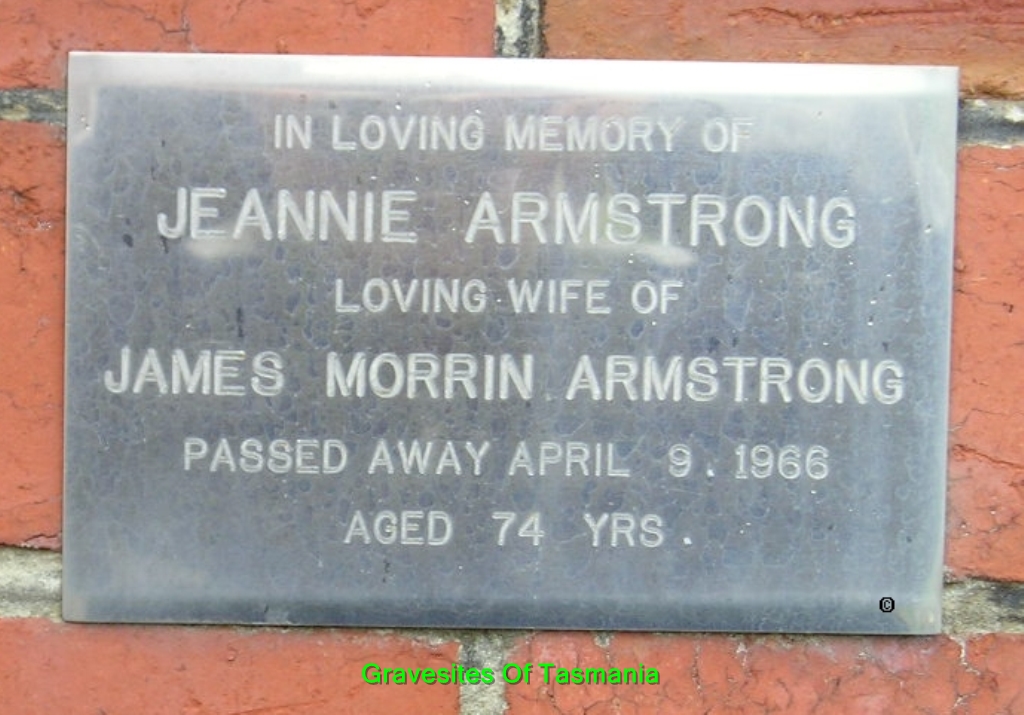 IN LOVING MEMORY OF
JEANNIE ARMSTRONG
LOVING WIFE OF
JAMES MORRIN ARMSTRONG
PASSED AWAY APRIL 9. 1966
AGED 74 YRS.
©
Gravesites Of Tasmania